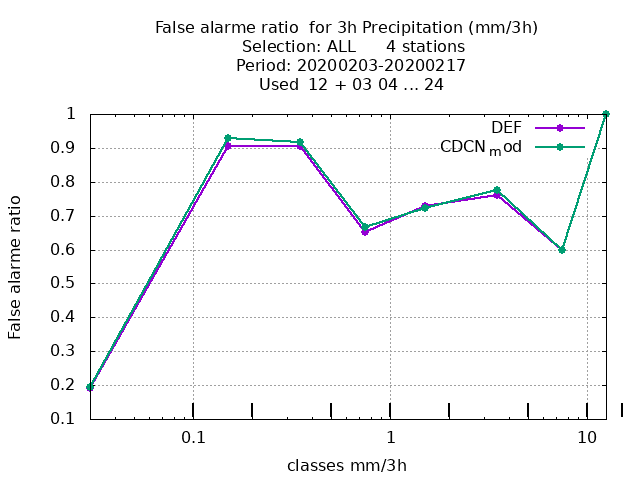 False alarme ratio  for 3h Precipitation (mm/3h)
Selection: ALL      4 stations
Period: 20200203-20200217
Used  12 + 03 04 ... 24
DEF
CDCN_mod
False alarme ratio
1
0.9
0.8
0.7
0.6
0.5
0.4
0.3
0.2
0.1
0.1
1
10
classes mm/3h